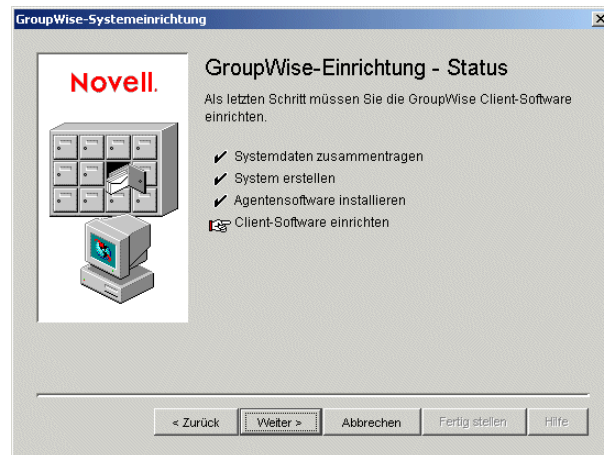 GroupWise-Systemeinrichtung
Novell.
GroupWise-Einrichtung - Status
Als letzten Schritt müssen Sie die GroupWise Client-Software
einrichten.
Systemdaten zusammentragen
System erstellen
Agentensoftware installieren
Client-Software einrichten
< Zurück
Weiter >
Abbrechen
Fertig stellen
Hilfe